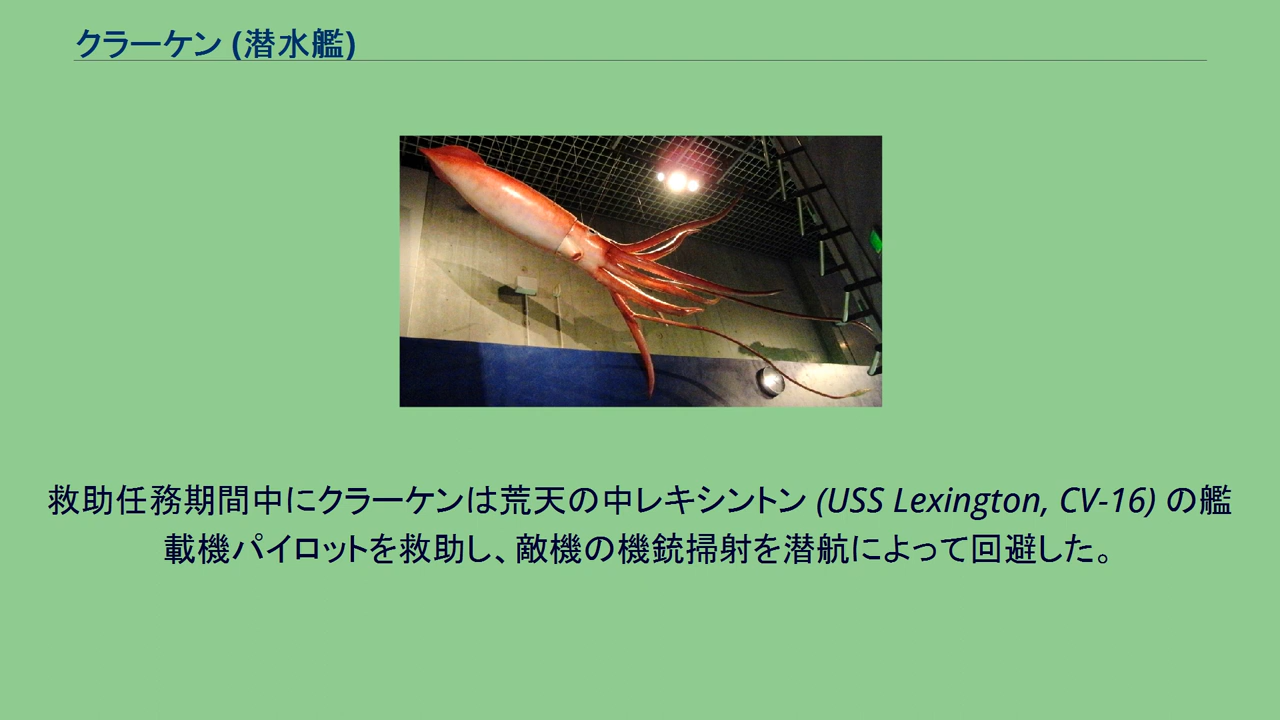 クラーケン (潜水艦)
救助任務期間中にクラーケンは荒天の中レキシントン (USS Lexington, CV-16) の艦
載機パイロットを救助し、敵機の機銃掃射を潜航によって回避した。